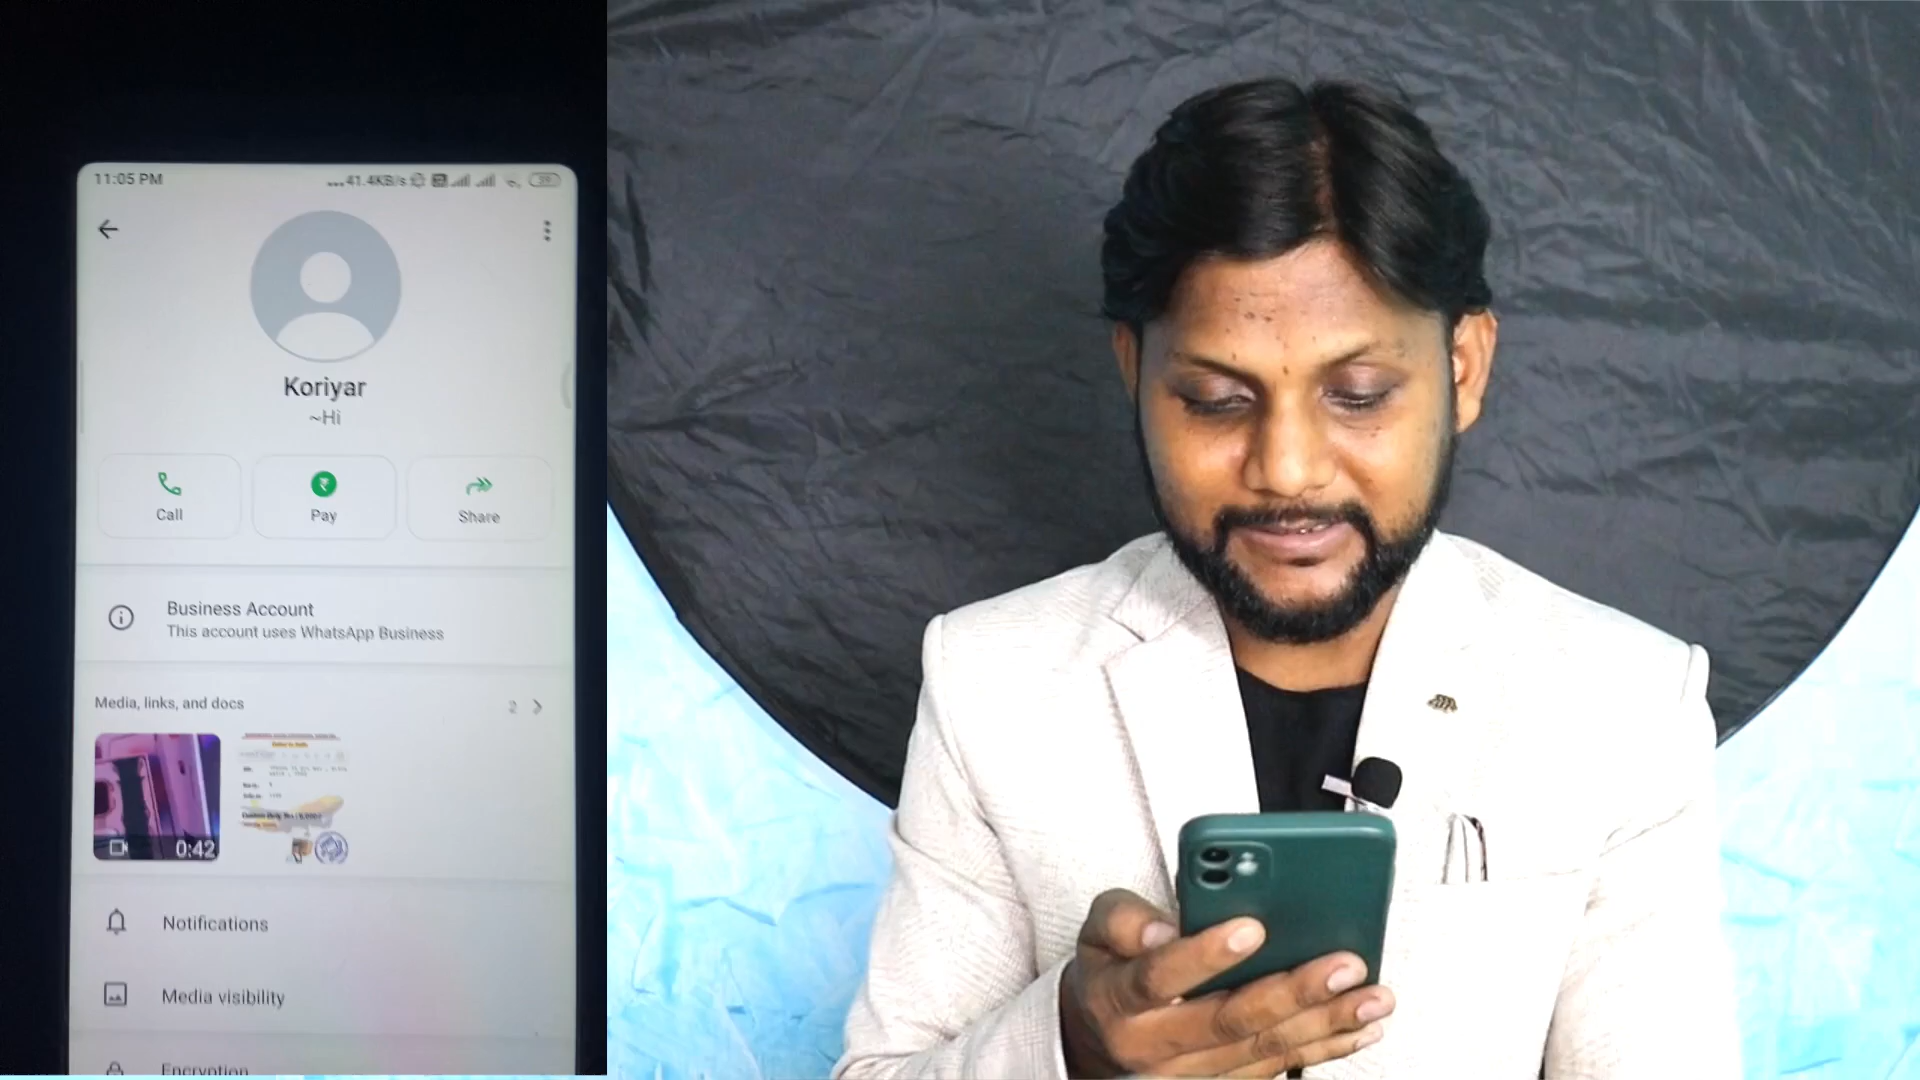 11:05 PM
41.4KB/s
Koriyar
~Hi
Call
Pay
Share
Business Account
This account uses WhatsApp Business
Media, links, and docs
2
0:42
Notifications
Media visibility
Encryption